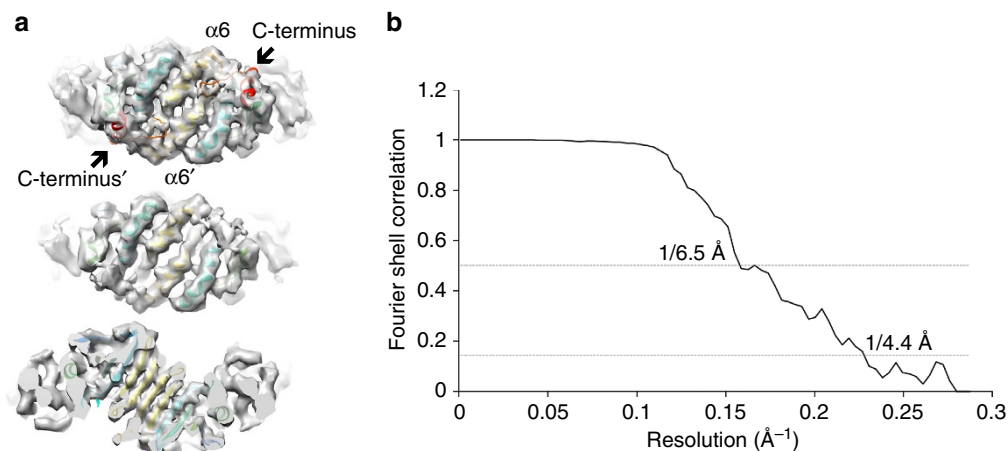 a
α6
C-terminus
C-terminus′
α6′
b
1.2
1
0.8
0.6
0.4
0.2
0
Fourier shell correlation
1/6.5 Å
1/4.4 Å
0
0.05
0.1
0.15
0.2
0.25
0.3
Resolution (Å–1)